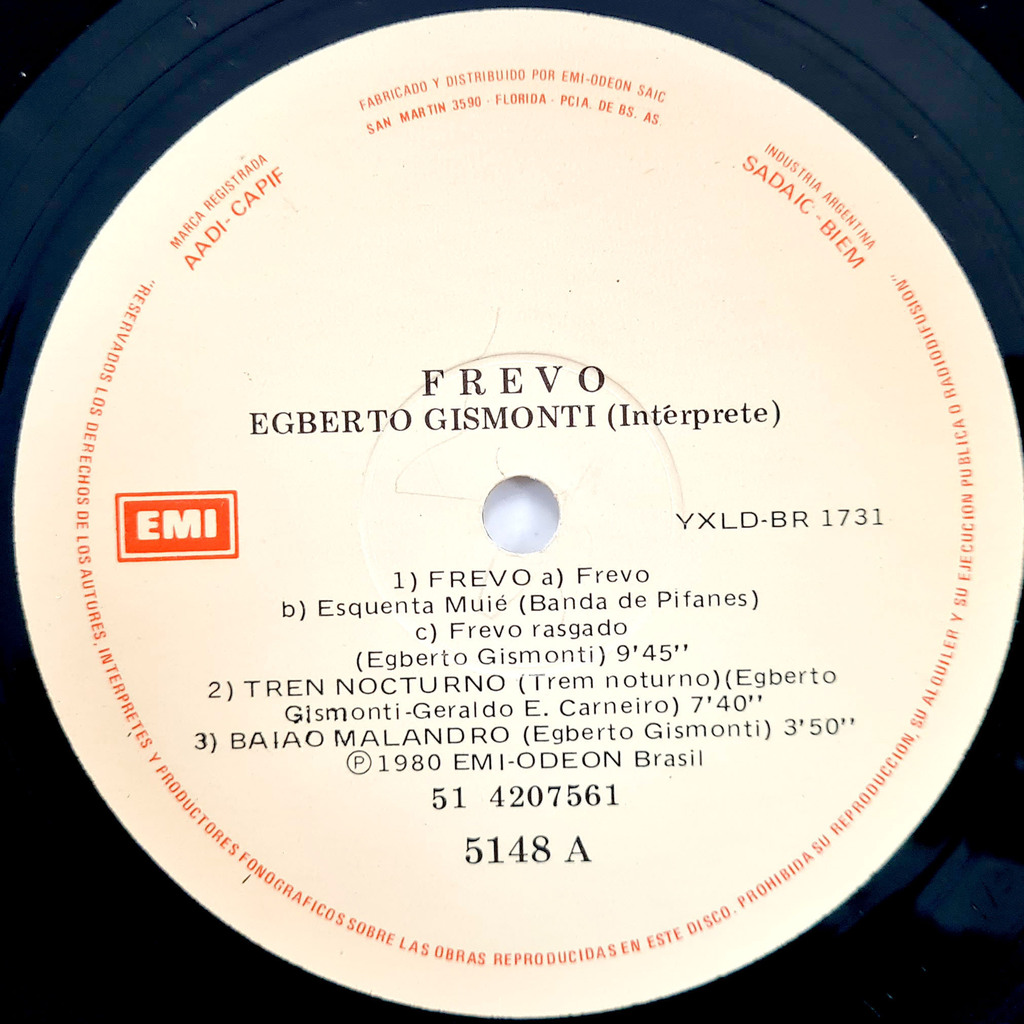 FABRICADO Y DISTRIBUIDO POR EMI-ODEON SAIC
SAN MARTIN 3590 · FLORIDA · PCIA. DE BS. AS.
MARCA REGISTRADA
AADI-CAPIF
INDUSTRIA ARGENTINA
SADAIC-BIEM
FREVO
EGBERTO GISMONTI (Intérprete)
EMI
YXLD-BR 1731
1) FREVO a) Frevo
b) Esquenta Muié (Banda de Pifanes)
c) Frevo rasgado
(Egberto Gismonti) 9'45''
2) TREN NOCTURNO (Trem noturno)(Egberto
Gismonti-Geraldo E. Carneiro) 7'40''
3) BAIAO MALANDRO (Egberto Gismonti) 3'50''
Ⓟ1980 EMI-ODEON Brasil
51 4207561
5148 A
"RESERVADOS LOS DERECHOS DE LOS AUTURES, INTERPRETES Y PRODUCTORES FONOGRAFICOS SOBRE LAS OBRAS REPRODUCIDAS EN ESTE DISCO. PROHIBIDA SU REPRODUCCION, SU ALQUILER Y SU EJECUCION PUBLICA O RADIODIFUSION"